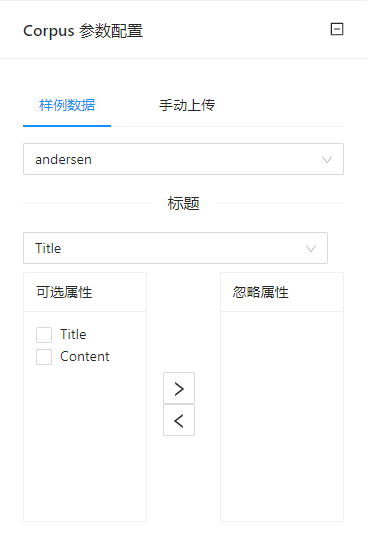 Corpus 参数配置
样例数据 手动上传
andersen
标题
Title
可选属性 忽略属性
Title
Content